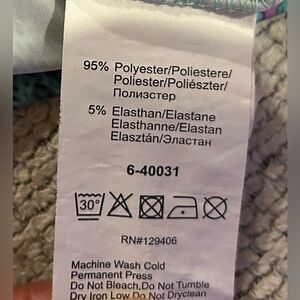 95% Polyester/Poliestere/
Poliester/Poliészter/
Полизстер
5% Elasthan/Elastane
Elasthanne/Elastan
Elasztán/Эластан
6-40031
30°
RN#129406
Machine Wash Cold
Permanent Press
Do Not Bleach,Do Not Tumble
Dry Iron Low Do Not Dryclean